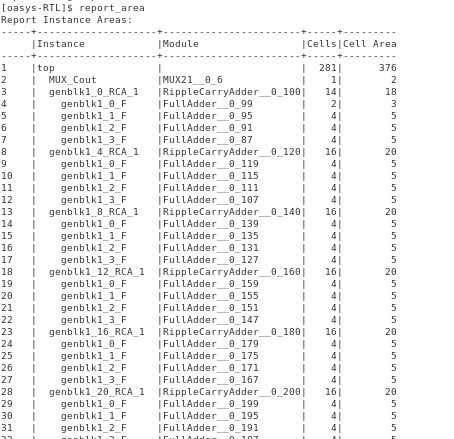 [oasys-RTL]$ report_area
Report Instance Areas:
-----+--------------------+-----------------------+-----+---------
     |Instance            |Module                 |Cells|Cell Area
-----+--------------------+-----------------------+-----+---------
1    |top                 |                       |  281|      376
2    |  MUX_Cout          |MUX21__0_6             |    1|        2
3    |  genblk1_0_RCA_1   |RippleCarryAdder__0_100|   14|       18
4    |    genblk1_0_F     |FullAdder__0_99        |    2|        3
5    |    genblk1_1_F     |FullAdder__0_95        |    4|        5
6    |    genblk1_2_F     |FullAdder__0_91        |    4|        5
7    |    genblk1_3_F     |FullAdder__0_87        |    4|        5
8    |  genblk1_4_RCA_1   |RippleCarryAdder__0_120|   16|       20
9    |    genblk1_0_F     |FullAdder__0_119       |    4|        5
10   |    genblk1_1_F     |FullAdder__0_115       |    4|        5
11   |    genblk1_2_F     |FullAdder__0_111       |    4|        5
12   |    genblk1_3_F     |FullAdder__0_107       |    4|        5
13   |  genblk1_8_RCA_1   |RippleCarryAdder__0_140|   16|       20
14   |    genblk1_0_F     |FullAdder__0_139       |    4|        5
15   |    genblk1_1_F     |FullAdder__0_135       |    4|        5
16   |    genblk1_2_F     |FullAdder__0_131       |    4|        5
17   |    genblk1_3_F     |FullAdder__0_127       |    4|        5
18   |  genblk1_12_RCA_1  |RippleCarryAdder__0_160|   16|       20
19   |    genblk1_0_F     |FullAdder__0_159       |    4|        5
20   |    genblk1_1_F     |FullAdder__0_155       |    4|        5
21   |    genblk1_2_F     |FullAdder__0_151       |    4|        5
22   |    genblk1_3_F     |FullAdder__0_147       |    4|        5
23   |  genblk1_16_RCA_1  |RippleCarryAdder__0_180|   16|       20
24   |    genblk1_0_F     |FullAdder__0_179       |    4|        5
25   |    genblk1_1_F     |FullAdder__0_175       |    4|        5
26   |    genblk1_2_F     |FullAdder__0_171       |    4|        5
27   |    genblk1_3_F     |FullAdder__0_167       |    4|        5
28   |  genblk1_20_RCA_1  |RippleCarryAdder__0_200|   16|       20
29   |    genblk1_0_F     |FullAdder__0_199       |    4|        5
30   |    genblk1_1_F     |FullAdder__0_195       |    4|        5
31   |    genblk1_2_F     |FullAdder__0_191       |    4|        5